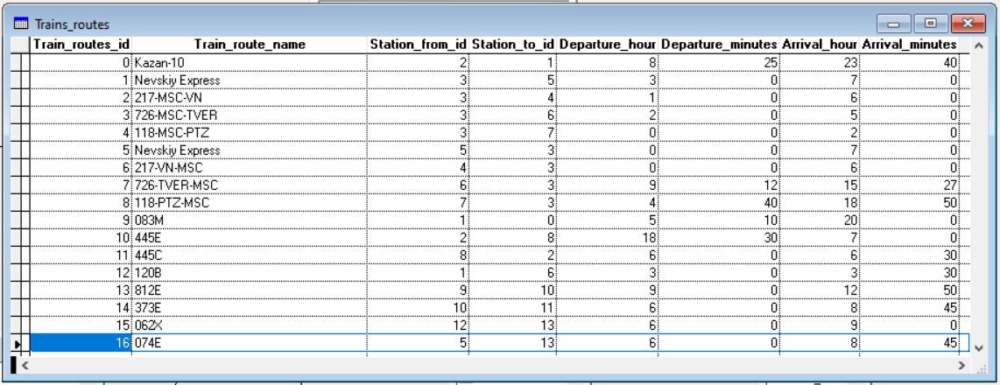 Trains_routes
Train_routes_id Train_route_name Station_from_id Station_to_id Departure_hour Departure_minutes Arrival_hour Arrival_minutes
0 Kazan-10 2 1 8 25 23 40
1 Nevskiy Express 3 5 3 0 7 0
2 217-MSC-VN 3 4 1 0 6 0
3 726-MSC-TVER 3 6 2 0 5 0
4 118-MSC-PTZ 3 7 0 0 2 0
5 Nevskiy Express 5 3 0 0 7 0
6 217-VN-MSC 4 3 0 0 6 0
7 726-TVER-MSC 6 3 9 12 15 27
8 118-PTZ-MSC 7 3 4 40 18 50
9 083M 1 0 5 10 20 0
10 445E 2 8 18 30 7 0
11 445C 8 2 6 0 6 30
12 120B 1 6 3 0 3 30
13 812E 9 10 9 0 12 50
14 373E 10 11 6 0 8 45
15 062X 12 13 6 0 9 0
16 074E 5 13 6 0 8 45